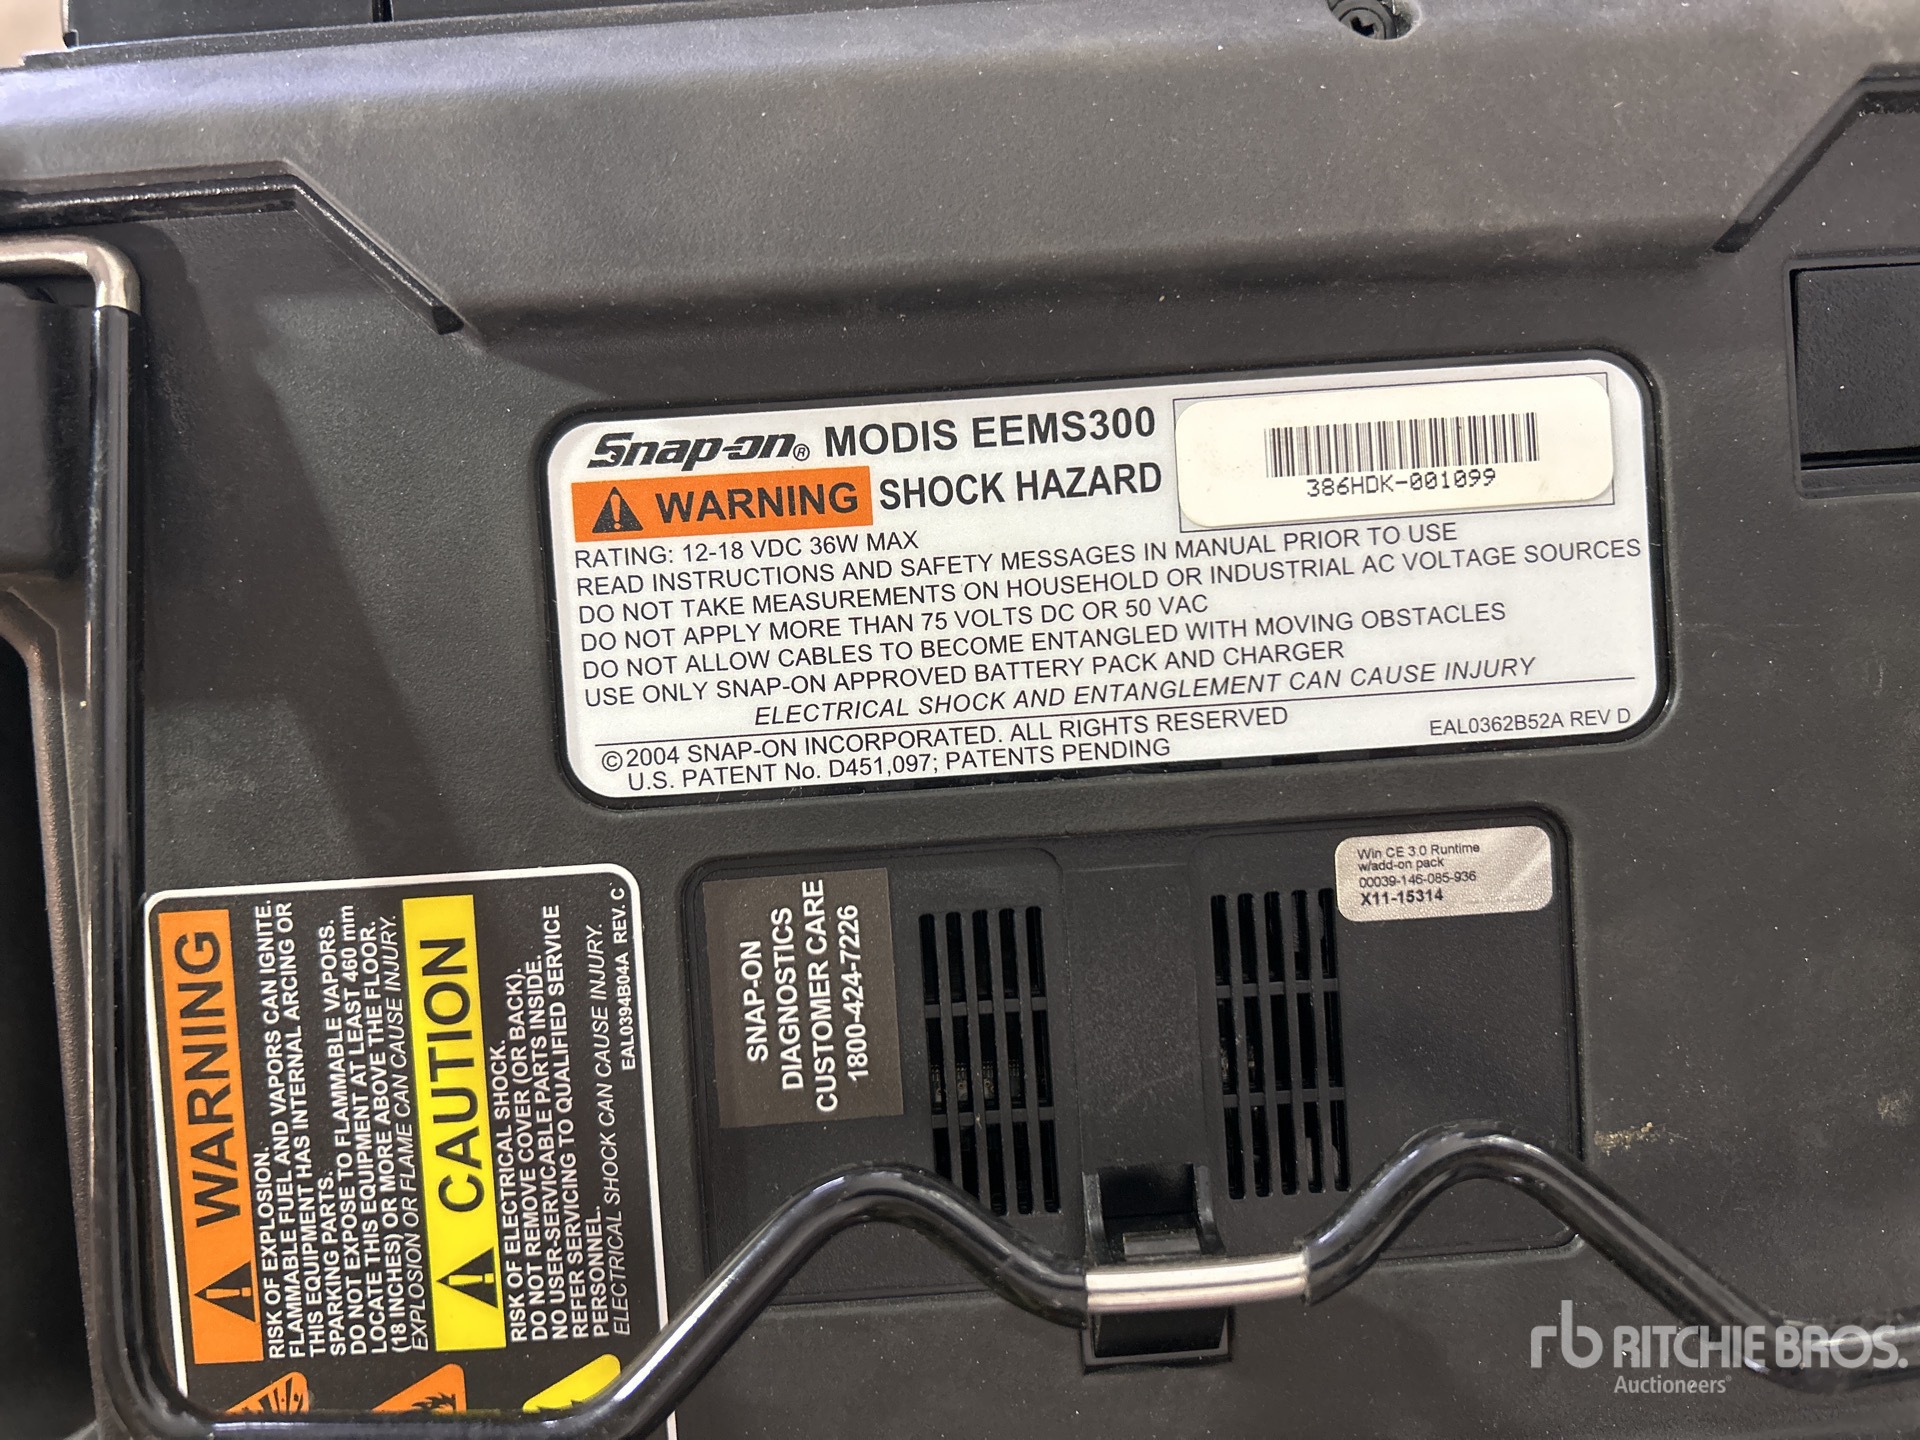 Snap-on® MODIS EEMS300
WARNING SHOCK HAZARD
386HDK-001099
RATING: 12-18 VDC 36W MAX
READ INSTRUCTIONS AND SAFETY MESSAGES IN MANUAL PRIOR TO USE
DO NOT TAKE MEASUREMENTS ON HOUSEHOLD OR INDUSTRIAL AC VOLTAGE SOURCES
DO NOT APPLY MORE THAN 75 VOLTS DC OR 50 VAC
DO NOT ALLOW CABLES TO BECOME ENTANGLED WITH MOVING OBSTACLES
USE ONLY SNAP-ON APPROVED BATTERY PACK AND CHARGER
ELECTRICAL SHOCK AND ENTANGLEMENT CAN CAUSE INJURY
©2004 SNAP-ON INCORPORATED. ALL RIGHTS RESERVED
U.S. PATENT No. D451,097; PATENTS PENDING
EAL0362B52A REV D
Win CE 3.0 Runtime
w/add-on pack
00039-146-085-936
X11-15314
SNAP-ON
DIAGNOSTICS
CUSTOMER CARE
1800-424-7226
WARNING
RISK OF EXPLOSION.
FLAMMABLE FUEL AND VAPORS CAN IGNITE.
THIS EQUIPMENT HAS INTERNAL ARCING OR
SPARKING PARTS.
DO NOT EXPOSE TO FLAMMABLE VAPORS.
LOCATE THIS EQUIPMENT AT LEAST 460 mm
(18 INCHES) OR MORE ABOVE THE FLOOR.
EXPLOSION OR FLAME CAN CAUSE INJURY.
CAUTION
RISK OF ELECTRICAL SHOCK.
DO NOT REMOVE COVER (OR BACK).
NO USER-SERVICABLE PARTS INSIDE.
REFER SERVICING TO QUALIFIED SERVICE
PERSONNEL.
ELECTRICAL SHOCK CAN CAUSE INJURY.
EAL0394B04A REV. C
rb RITCHIE BROS.
Auctioneers